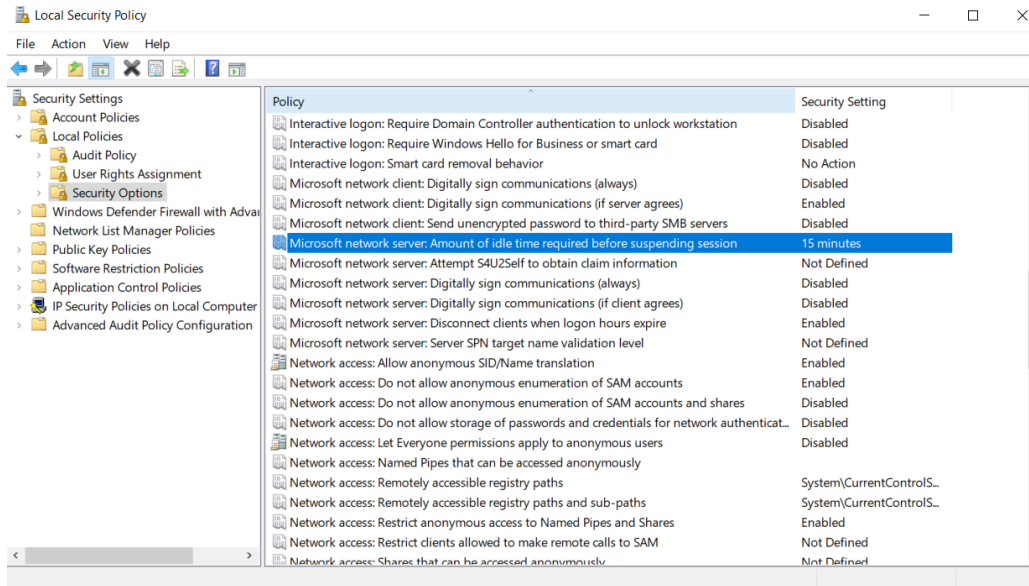 Local Security Policy
File Action View Help
Security Settings
Account Policies
Local Policies
Audit Policy
User Rights Assignment
Security Options
Windows Defender Firewall with Advar
Network List Manager Policies
Public Key Policies
Software Restriction Policies
Application Control Policies
IP Security Policies on Local Computer
Advanced Audit Policy Configuration
Policy Security Setting
Interactive logon: Require Domain Controller authentication to unlock workstation Disabled
Interactive logon: Require Windows Hello for Business or smart card Disabled
Interactive logon: Smart card removal behavior No Action
Microsoft network client: Digitally sign communications (always) Disabled
Microsoft network client: Digitally sign communications (if server agrees) Enabled
Microsoft network client: Send unencrypted password to third-party SMB servers Disabled
Microsoft network server: Amount of idle time required before suspending session 15 minutes
Microsoft network server: Attempt S4U2Self to obtain claim information Not Defined
Microsoft network server: Digitally sign communications (always) Disabled
Microsoft network server: Digitally sign communications (if client agrees) Disabled
Microsoft network server: Disconnect clients when logon hours expire Enabled
Microsoft network server: Server SPN target name validation level Not Defined
Network access: Allow anonymous SID/Name translation Enabled
Network access: Do not allow anonymous enumeration of SAM accounts Enabled
Network access: Do not allow anonymous enumeration of SAM accounts and shares Disabled
Network access: Do not allow storage of passwords and credentials for network authenticat... Disabled
Network access: Let Everyone permissions apply to anonymous users Disabled
Network access: Named Pipes that can be accessed anonymously
Network access: Remotely accessible registry paths System\CurrentControlS...
Network access: Remotely accessible registry paths and sub-paths System\CurrentControlS...
Network access: Restrict anonymous access to Named Pipes and Shares Enabled
Network access: Restrict clients allowed to make remote calls to SAM Not Defined
Network access: Shares that can be accessed anonymously Not Defined